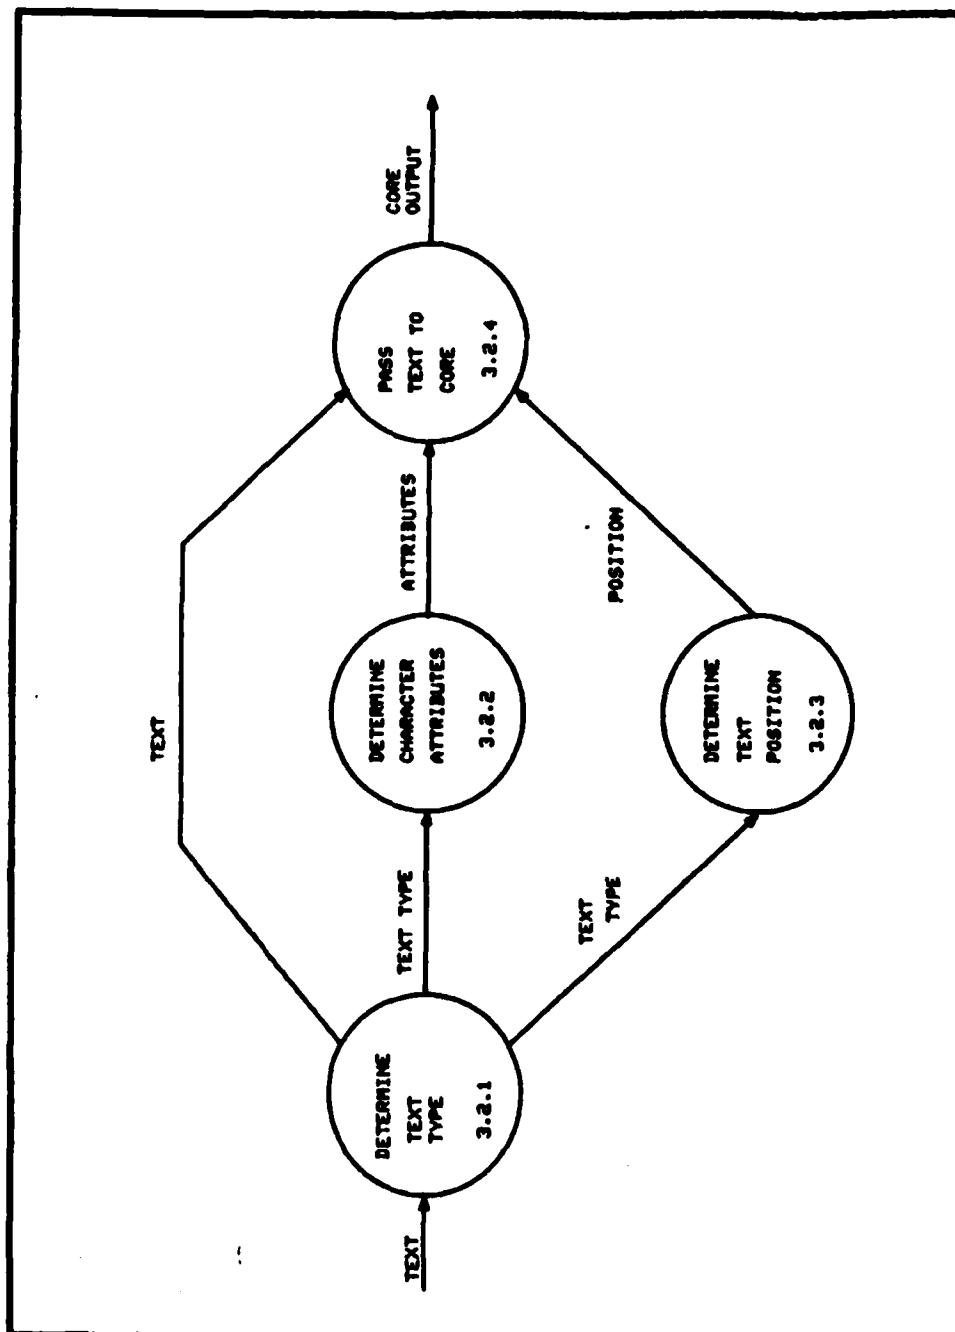 TEXT
DETERMINE
TEXT
TYPE
3.2.1
TEXT
TEXT TYPE
TEXT
TYPE
DETERMINE
CHARACTER
ATTRIBUTES
3.2.2
DETERMINE
TEXT
POSITION
3.2.3
ATTRIBUTES
POSITION
PASS
TEXT TO
CORE
3.2.4
CORE
OUTPUT